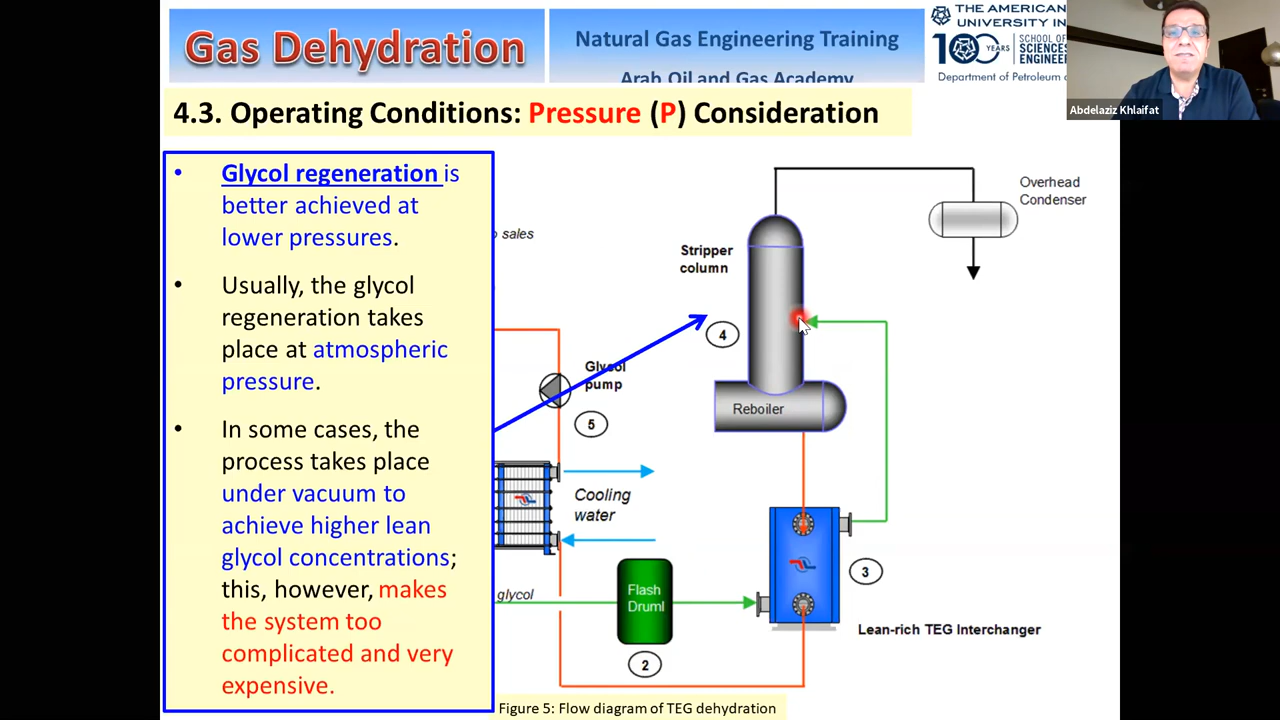 Gas Dehydration
Natural Gas Engineering Training
Arab Oil and Gas Academy
THE AMERICAN
UNIVERSITY IN
100 YEARS
SCHOOL OF
SCIENCES
ENGINEER
Department of Petroleum
Abdelaziz Khlaifat
4.3. Operating Conditions: Pressure (P) Consideration
• Glycol regeneration is
better achieved at
lower pressures.
• Usually, the glycol
regeneration takes
place at atmospheric
pressure.
• In some cases, the
process takes place
under vacuum to
achieve higher lean
glycol concentrations;
this, however, makes
the system too
complicated and very
expensive.
sales
Overhead
Condenser
Stripper
column
4
Glycol
pump
5
Reboiler
Cooling
water
glycol
Flash
Druml
2
3
Lean-rich TEG Interchanger
Figure 5: Flow diagram of TEG dehydration